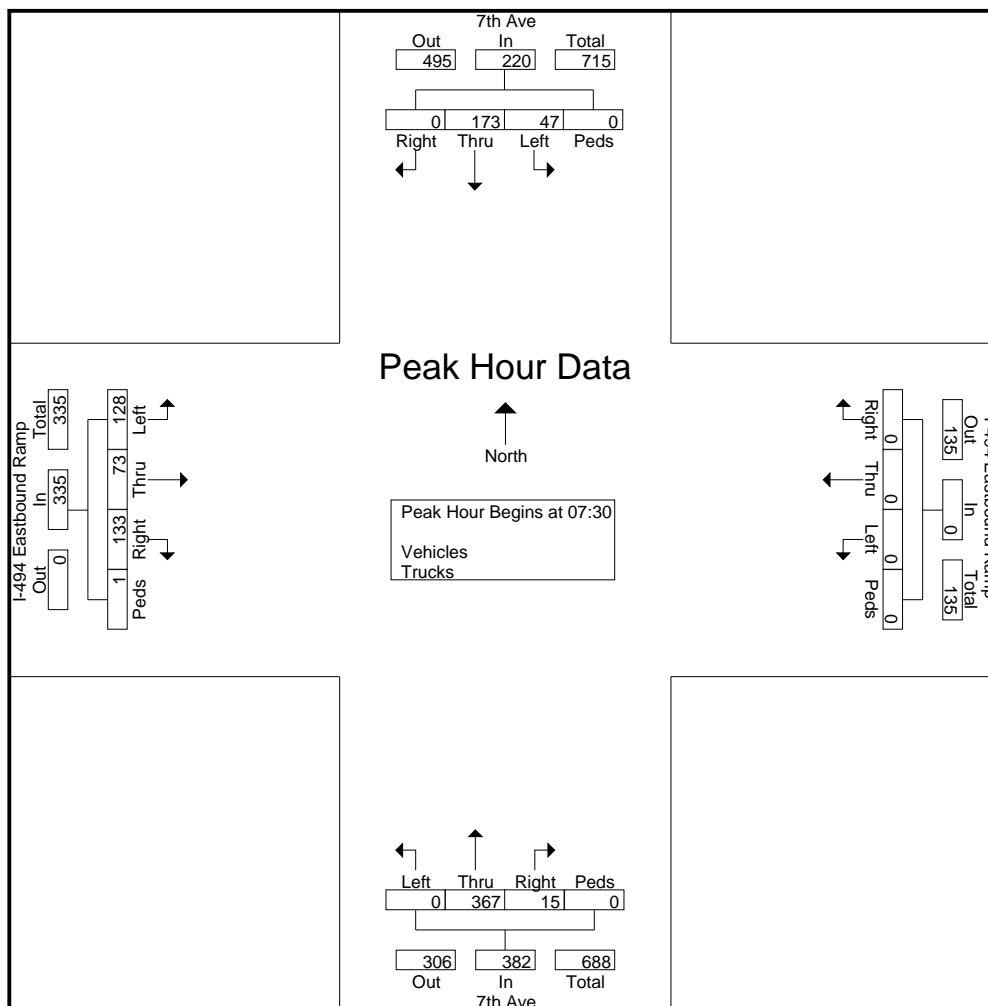 7th Ave
Out In Total
495 220 715
0 173 47 0
Right Thru Left Peds
Peak Hour Data
North
Peak Hour Begins at 07:30
Vehicles
Trucks
I-494 Eastbound Ramp
Out In Total
0 335 335
128 73 133 1
Left Thru Right Peds
Right Thru Left Peds
0 0 0 0
Out In Total
135 0 135
Eastbound Ramp
Left Thru Right Peds
0 367 15 0
306 382 688
Out In Total
7th Ave